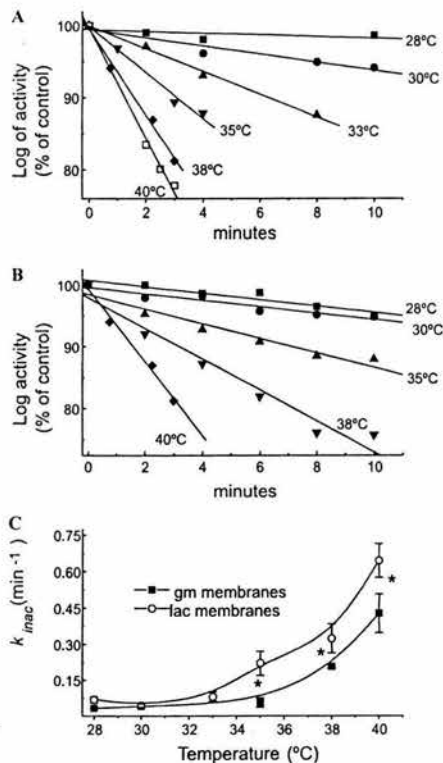 A
Log of activity
(% of control)
100
90
80
28ºC
30ºC
33ºC
35ºC
38ºC
40ºC
0 2 4 6 8 10
minutes
B
Log activity
(% of control)
100
90
80
28ºC
30ºC
35ºC
38ºC
40ºC
0 2 4 6 8 10
minutes
C
k inac (min -1)
0.75
0.60
0.45
0.30
0.15
gm membranes
lac membranes
*
*
*
28 30 32 34 36 38 40
Temperature (ºC)